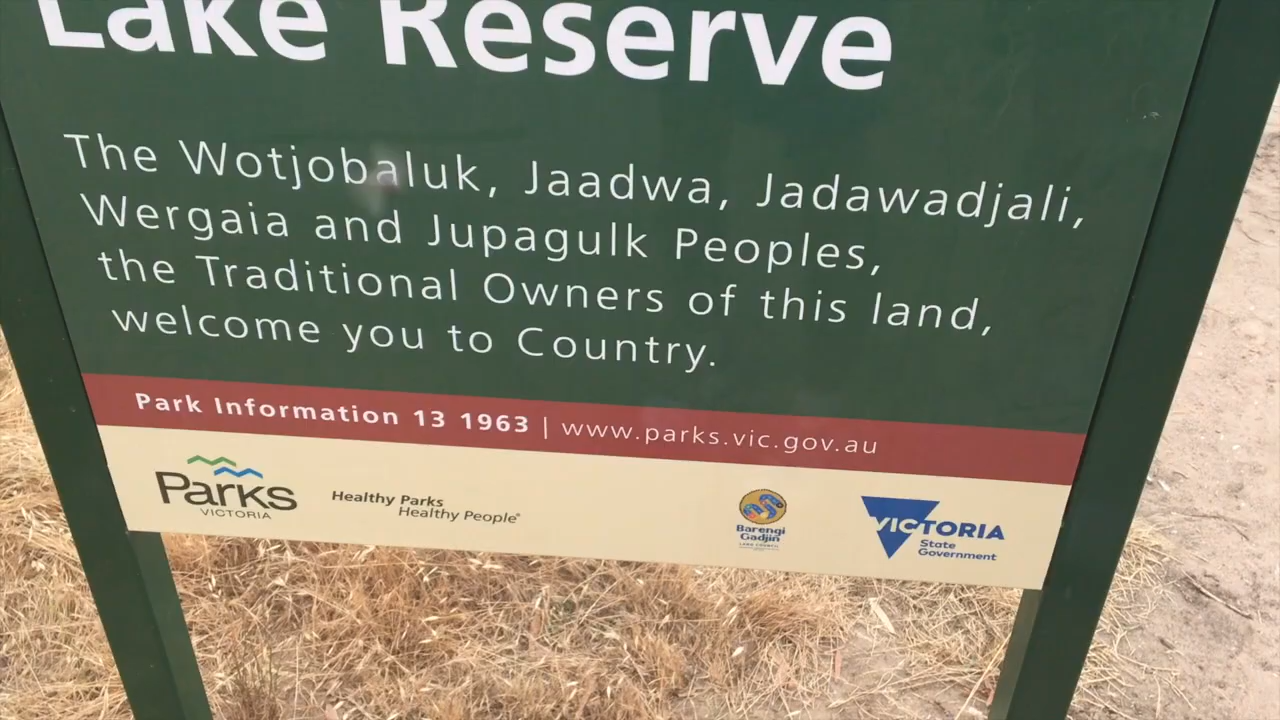 Lake Reserve
The Wotjobaluk, Jaadwa, Jadawadjali,
Wergaia and Jupagulk Peoples,
the Traditional Owners of this land,
welcome you to Country.
Park Information 13 1963 | www.parks.vic.gov.au
Parks
VICTORIA
Healthy Parks
Healthy People®
Barengi
Gadjin
LAND COUNCIL
VICTORIA
State
Government